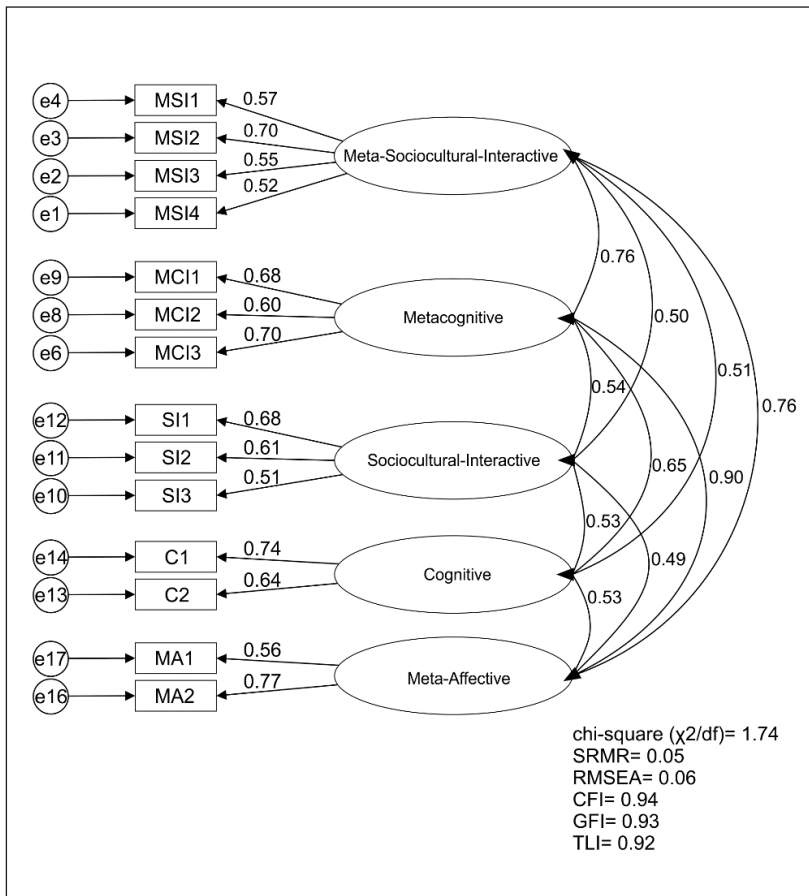 e4 MSI1 0.57
e3 MSI2 0.70
e2 MSI3 0.55
e1 MSI4 0.52
Meta-Sociocultural-Interactive
e9 MCI1 0.68
e8 MCI2 0.60
e6 MCI3 0.70
Metacognitive
e12 SI1 0.68
e11 SI2 0.61
e10 SI3 0.51
Sociocultural-Interactive
e14 C1 0.74
e13 C2 0.64
Cognitive
e17 MA1 0.56
e16 MA2 0.77
Meta-Affective
0.76
0.50
0.51
0.76
0.54
0.65
0.90
0.53
0.49
0.53
chi-square (χ2/df)= 1.74
SRMR= 0.05
RMSEA= 0.06
CFI= 0.94
GFI= 0.93
TLI= 0.92